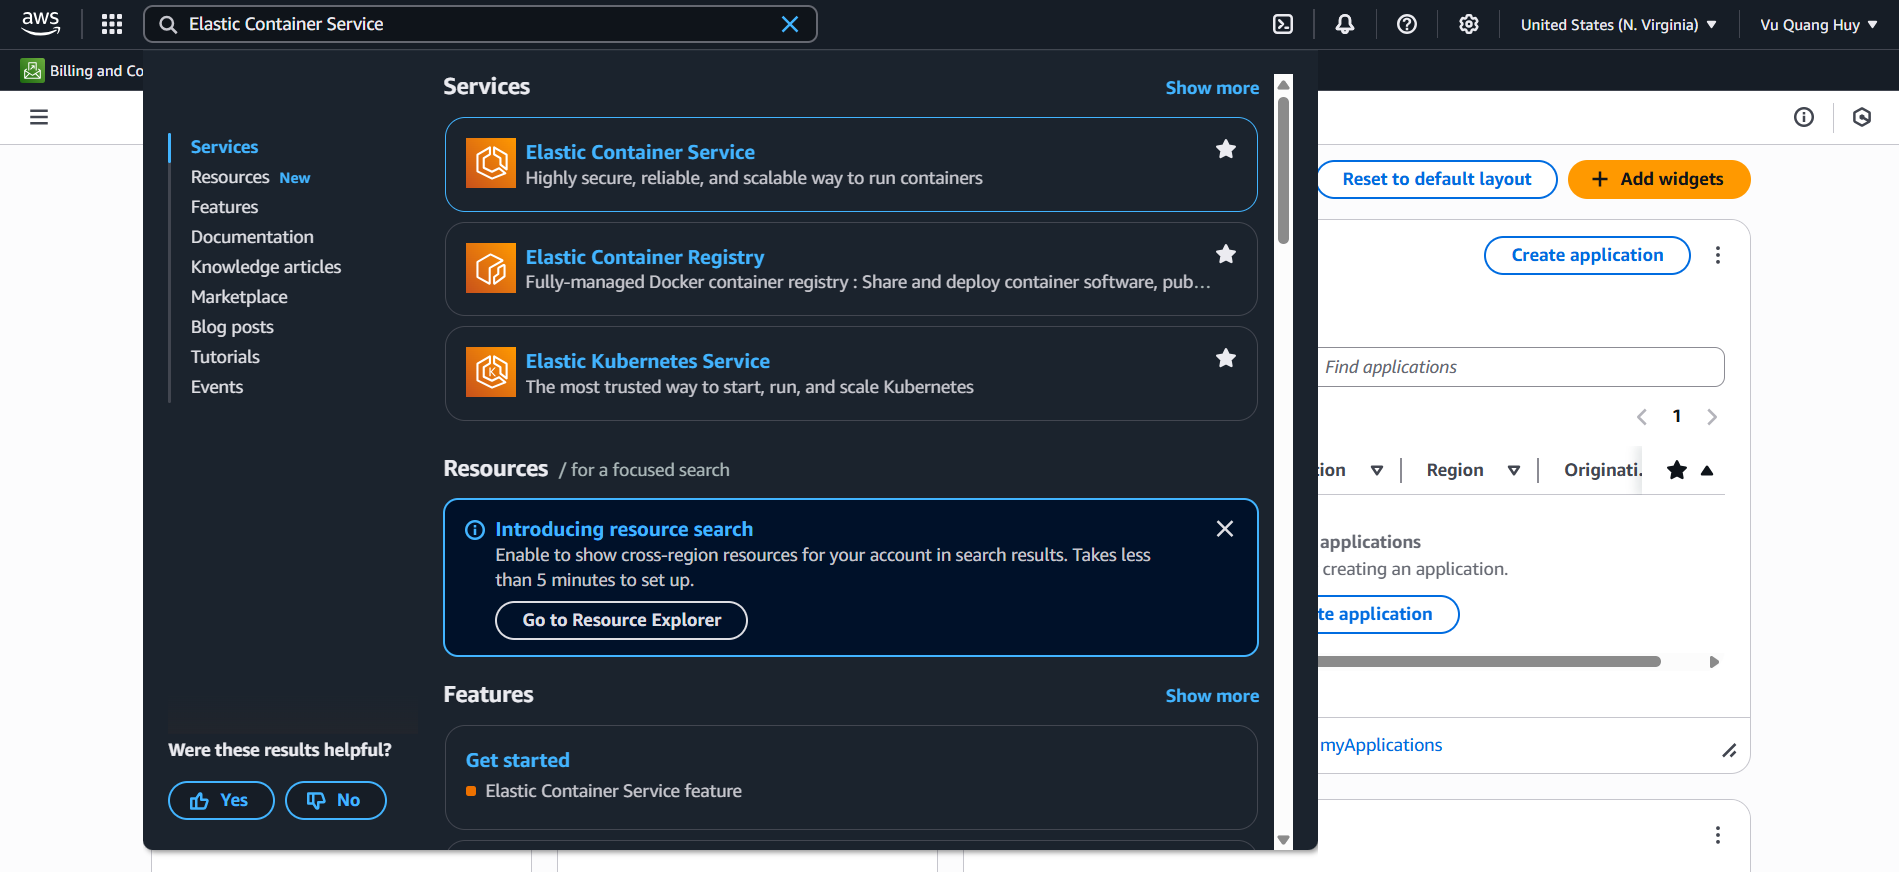 aws
Elastic Container Service
United States (N. Virginia)
Vu Quang Huy
Billing and Co
Services
Show more
Services
Resources New
Features
Documentation
Knowledge articles
Marketplace
Blog posts
Tutorials
Events
Elastic Container Service
Highly secure, reliable, and scalable way to run containers
Elastic Container Registry
Fully-managed Docker container registry : Share and deploy container software, pub…
Elastic Kubernetes Service
The most trusted way to start, run, and scale Kubernetes
Resources / for a focused search
Introducing resource search
Enable to show cross-region resources for your account in search results. Takes less
than 5 minutes to set up.
Go to Resource Explorer
Features
Show more
Get started
Elastic Container Service feature
Were these results helpful?
Yes
No
Reset to default layout
+ Add widgets
Create application
Find applications
1
tion
Region
Originati.
applications
creating an application.
te application
myApplications